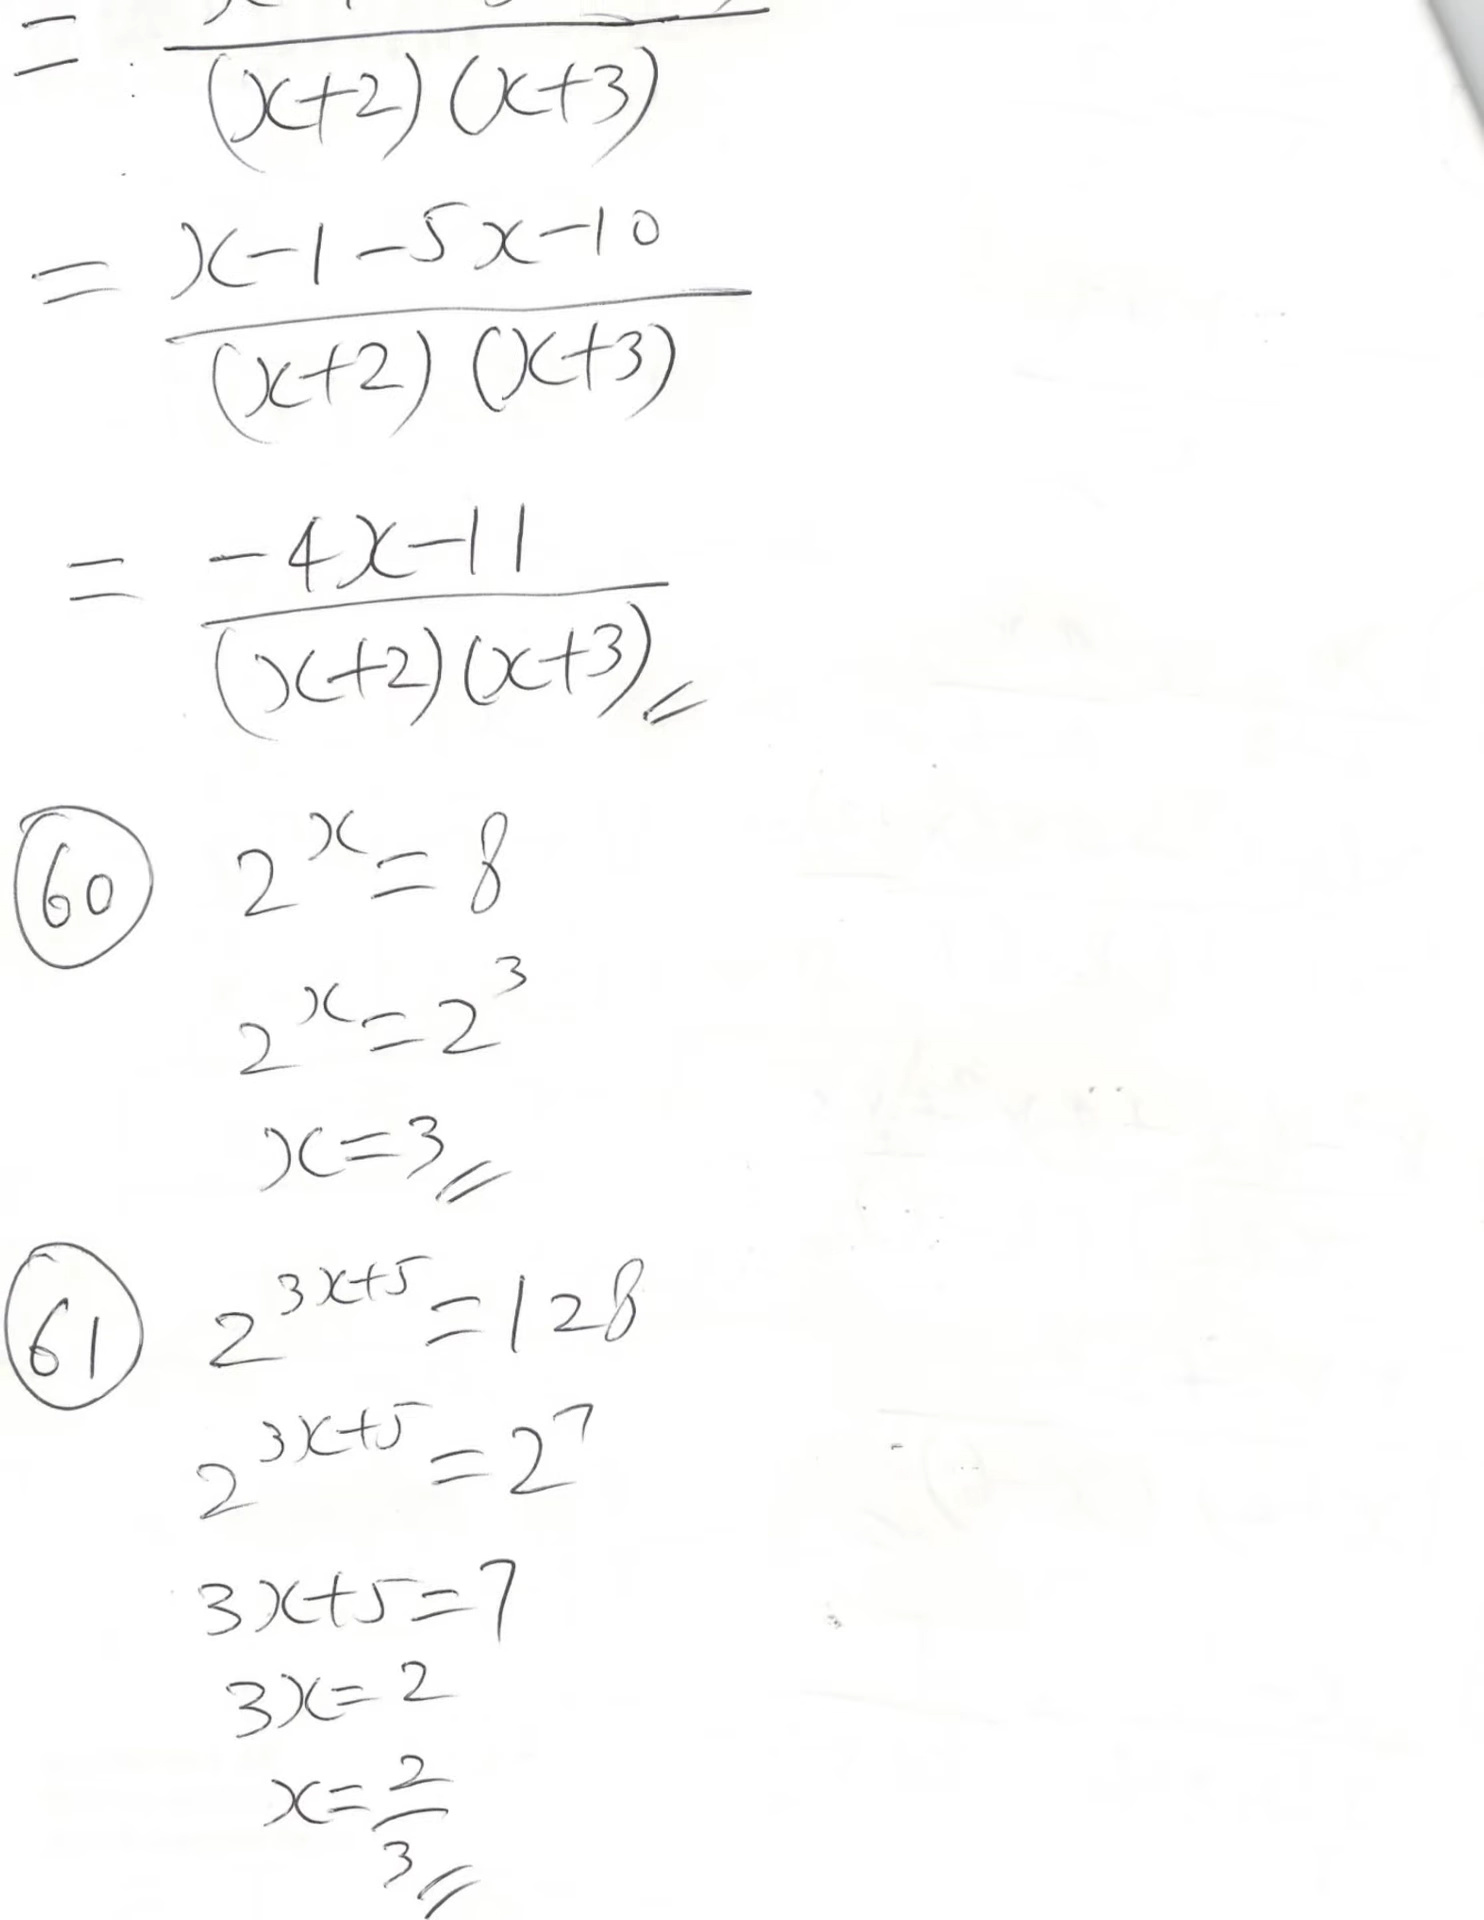 = (x+2)(x+3)
= x-1-5x-10
(x+2)(x+3)
= -4x-11
(x+2)(x+3)
60 2^x = 8
2^x = 2^3
x = 3
61 2^{3x+5} = 128
2^{3x+5} = 2^7
3x+5 = 7
3x = 2
x = 2/3